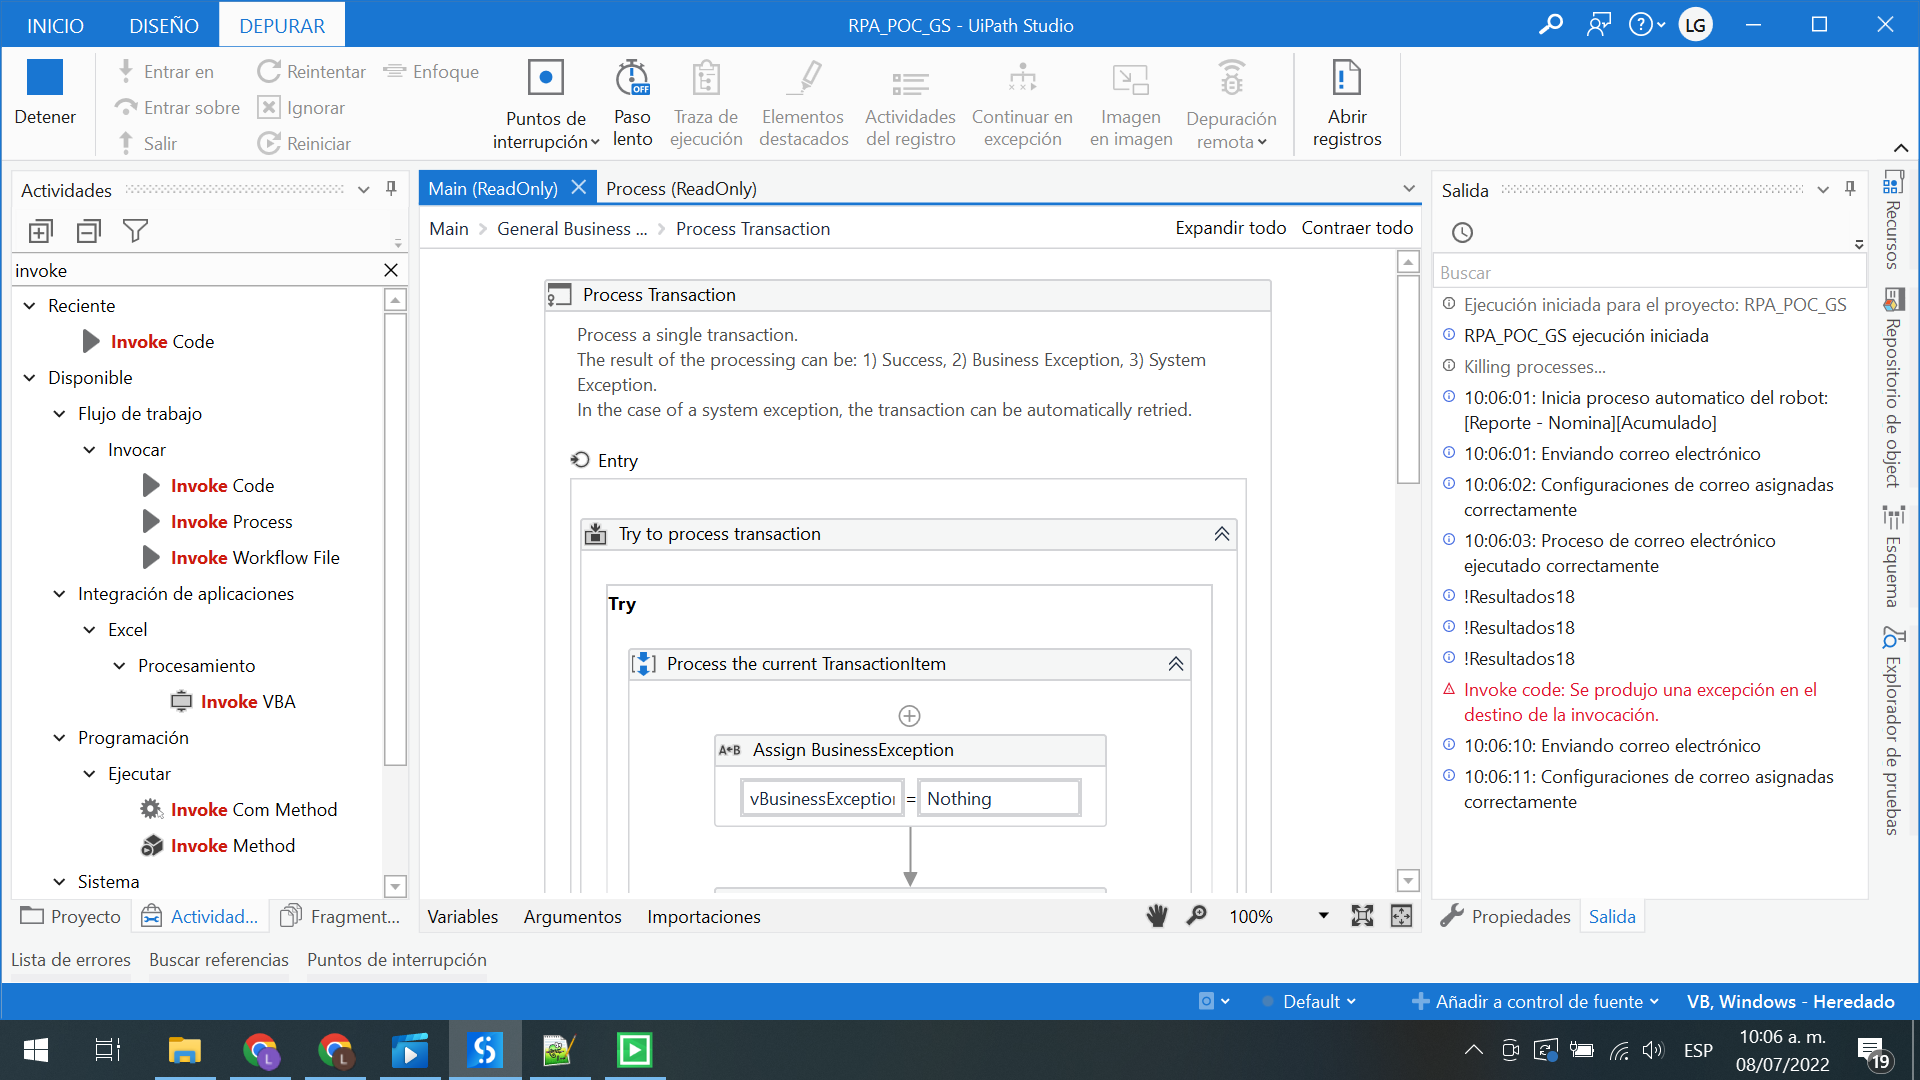 INICIO
DISEÑO
DEPURAR
RPA_POC_GS - UiPath Studio
LG
Detener
Entrar en
Entrar sobre
Salir
Reintentar
Ignorar
Reiniciar
Enfoque
Puntos de
interrupción
OFF
Paso
lento
Traza de
ejecución
Elementos
destacados
Actividades
del registro
Continuar en
excepción
Imagen
en imagen
Depuración
remota
Abrir
registros
Actividades
invoke
Reciente
Invoke Code
Disponible
Flujo de trabajo
Invocar
Invoke Code
Invoke Process
Invoke Workflow File
Integración de aplicaciones
Excel
Procesamiento
Invoke VBA
Programación
Ejecutar
Invoke Com Method
Invoke Method
Sistema
Proyecto
Actividad...
Fragment...
Main (ReadOnly)
Process (ReadOnly)
Main > General Business ... > Process Transaction
Expandir todo
Contraer todo
Process Transaction
Process a single transaction.
The result of the processing can be: 1) Success, 2) Business Exception, 3) System
Exception.
In the case of a system exception, the transaction can be automatically retried.
Entry
Try to process transaction
Try
Process the current TransactionItem
A+B Assign BusinessException
vBusinessException = Nothing
Variables
Argumentos
Importaciones
100%
Salida
Buscar
Ejecución iniciada para el proyecto: RPA_POC_GS
RPA_POC_GS ejecución iniciada
Killing processes...
10:06:01: Inicia proceso automatico del robot:
[Reporte - Nomina][Acumulado]
10:06:01: Enviando correo electrónico
10:06:02: Configuraciones de correo asignadas
correctamente
10:06:03: Proceso de correo electrónico
ejecutado correctamente
!Resultados18
!Resultados18
!Resultados18
Invoke code: Se produjo una excepción en el
destino de la invocación.
10:06:10: Enviando correo electrónico
10:06:11: Configuraciones de correo asignadas
correctamente
Propiedades
Salida
Recursos
Repositorio de object
Esquema
Explorador de pruebas
Lista de errores
Buscar referencias
Puntos de interrupción
Default
Añadir a control de fuente
VB, Windows - Heredado
L
L
ESP
10:06 a. m.
08/07/2022
19